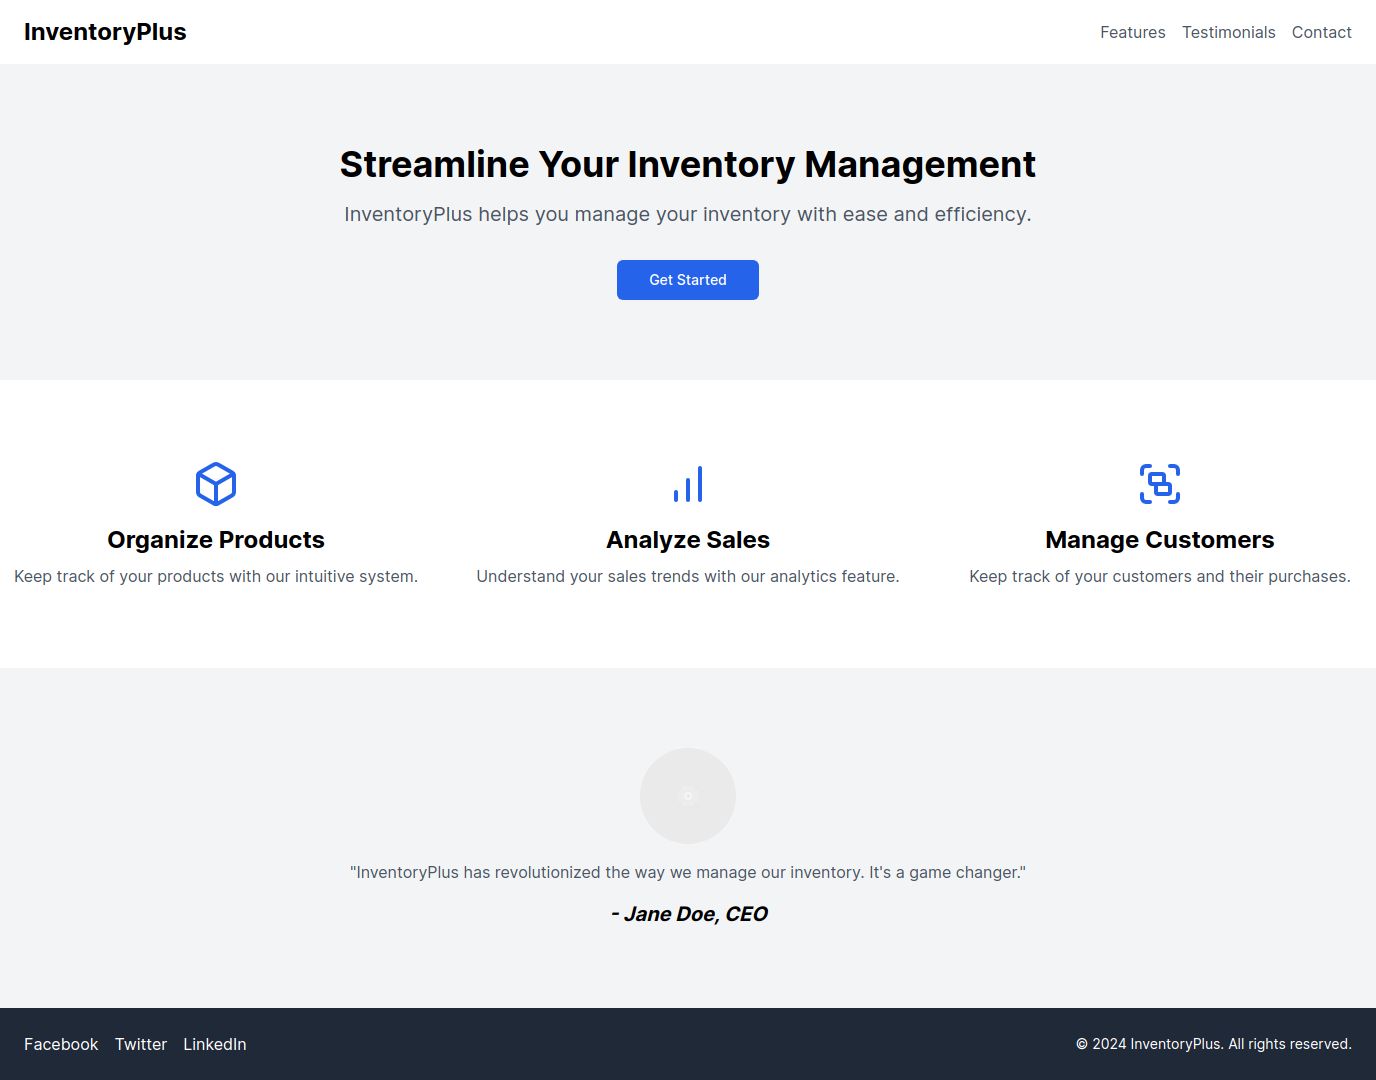 InventoryPlus
Features Testimonials Contact
Streamline Your Inventory Management
InventoryPlus helps you manage your inventory with ease and efficiency.
Get Started
Organize Products
Keep track of your products with our intuitive system.
Analyze Sales
Understand your sales trends with our analytics feature.
Manage Customers
Keep track of your customers and their purchases.
"InventoryPlus has revolutionized the way we manage our inventory. It's a game changer."
- Jane Doe, CEO
Facebook Twitter LinkedIn
© 2024 InventoryPlus. All rights reserved.